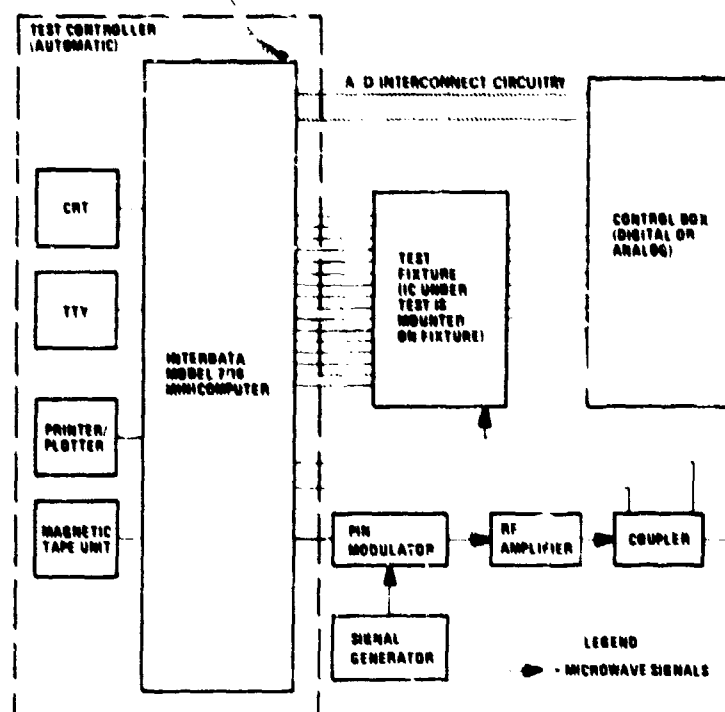 TEST CONTROLLER
(AUTOMATIC)
A D INTERCONNECT CIRCUITRY
CRT
TTY
PRINTER/
PLOTTER
MAGNETIC
TAPE UNIT
INTERDATA
MODEL 7/16
MINICOMPUTER
TEST
FIXTURE
(IC UNDER
TEST IS
MOUNTED
ON FIXTURE)
CONTROL BOX
(DIGITAL OR
ANALOG)
PIN
MODULATOR
RF
AMPLIFIER
COUPLER
SIGNAL
GENERATOR
LEGEND
- MICROWAVE SIGNALS